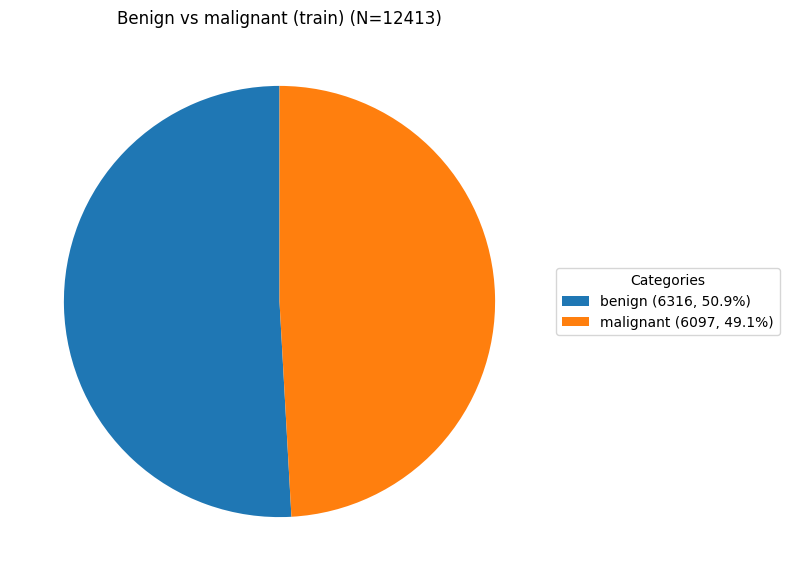 Benign vs malignant (train) (N=12413)
Categories
benign (6316, 50.9%)
malignant (6097, 49.1%)